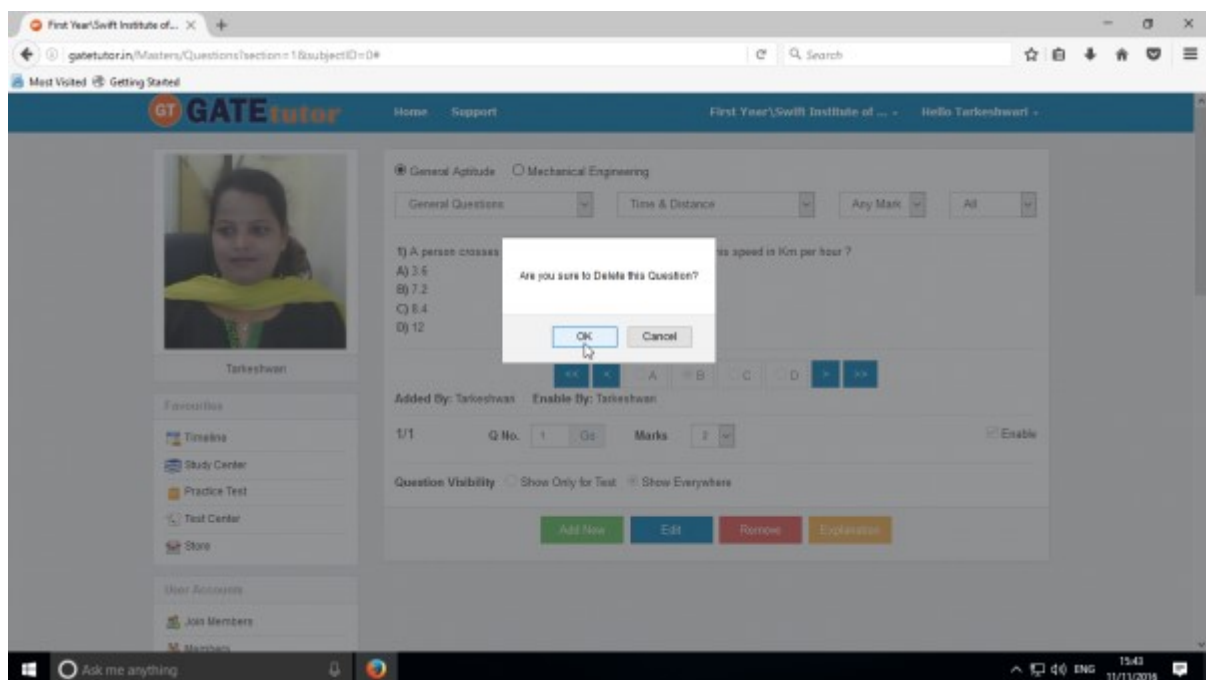 First Year\Swift Institute of...
gatetutor.in/Masters/Questions?section=1&subjectID=0#
Search
Most Visited Getting Started
GT GATEtutor Home Support First Year\Swift Institute of ... Hello Tarkeshwari
General Aptitude Mechanical Engineering
General Questions Time & Distance Any Mark All
1) A person crosses
speed in Km per hour ?
A) 3.6
B) 7.2
C) 8.4
D) 12
Are you sure to Delete this Question?
OK Cancel
<< < A B C D > >>
Tarkeshwari
Added By: Tarkeshwari Enable By: Tarkeshwari
1/1 Q No. 1 Go Marks 2 Enable
Question Visibility Show Only for Test Show Everywhere
Add New Edit Remove Explanation
Favourites
Timeline
Study Center
Practice Test
Test Center
Store
User Accounts
Join Members
Members
Ask me anything
ENG 15:43
11/11/2016